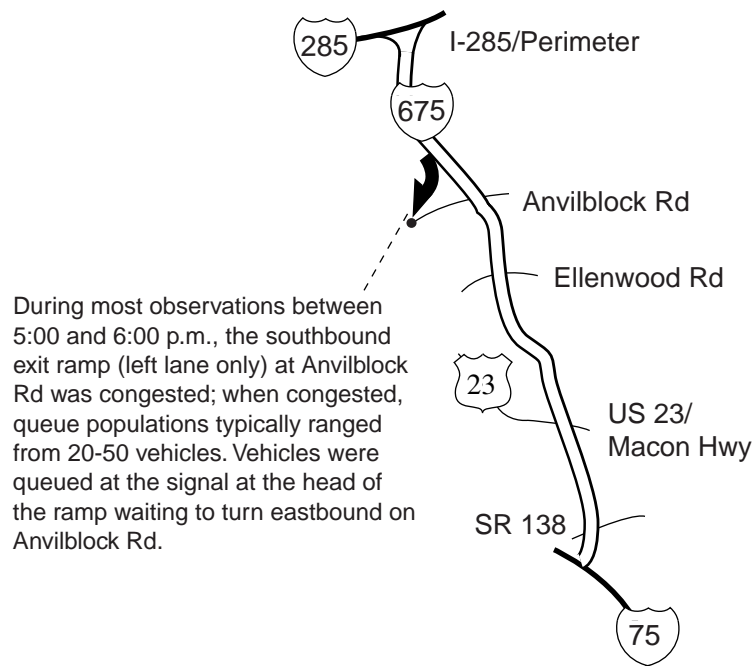 285
I-285/Perimeter
675
Anvilblock Rd
Ellenwood Rd
During most observations between
5:00 and 6:00 p.m., the southbound
exit ramp (left lane only) at Anvilblock
Rd was congested; when congested,
queue populations typically ranged
from 20-50 vehicles. Vehicles were
queued at the signal at the head of
the ramp waiting to turn eastbound on
Anvilblock Rd.
23
US 23/
Macon Hwy
SR 138
75